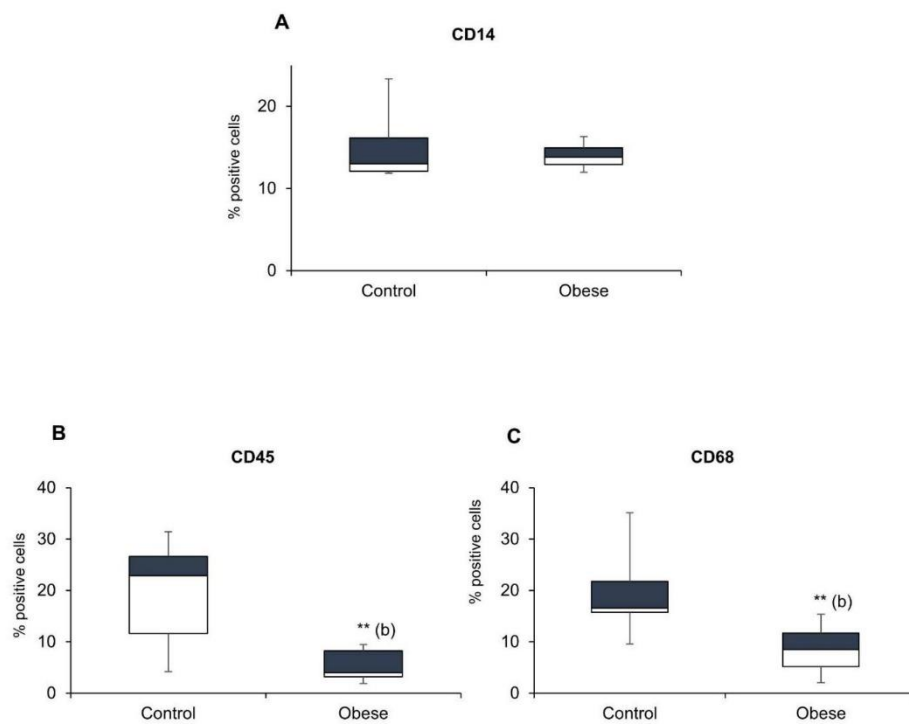 A
CD14
% positive cells
20
10
0
Control
Obese
B
CD45
% positive cells
40
30
20
10
0
** (b)
Control
Obese
C
CD68
% positive cells
40
30
20
10
0
** (b)
Control
Obese